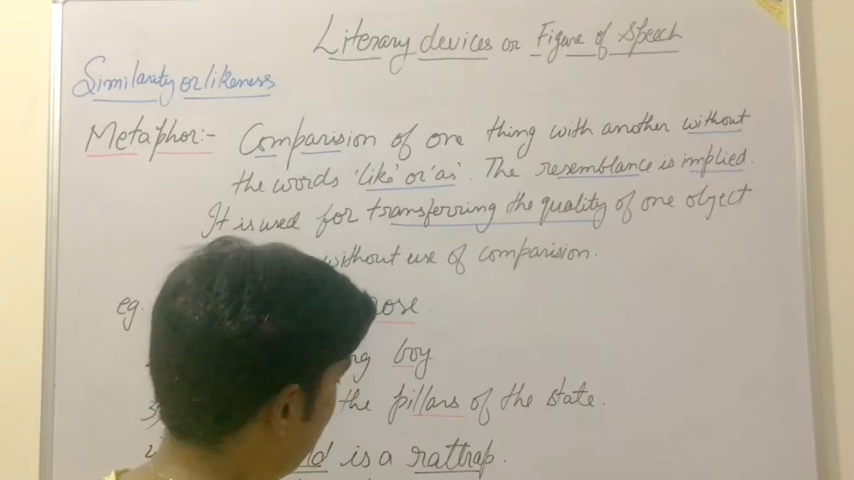 Literary devices or Figure of Speech
Similarity or likeness
Metaphor:- Comparision of one thing with another without
the words 'like' or 'as'. The resemblance is implied.
It is used for transferring the quality of one object
without use of comparision.
eg. ose.
boy
3) the pillars of the state.
is a rattrap.